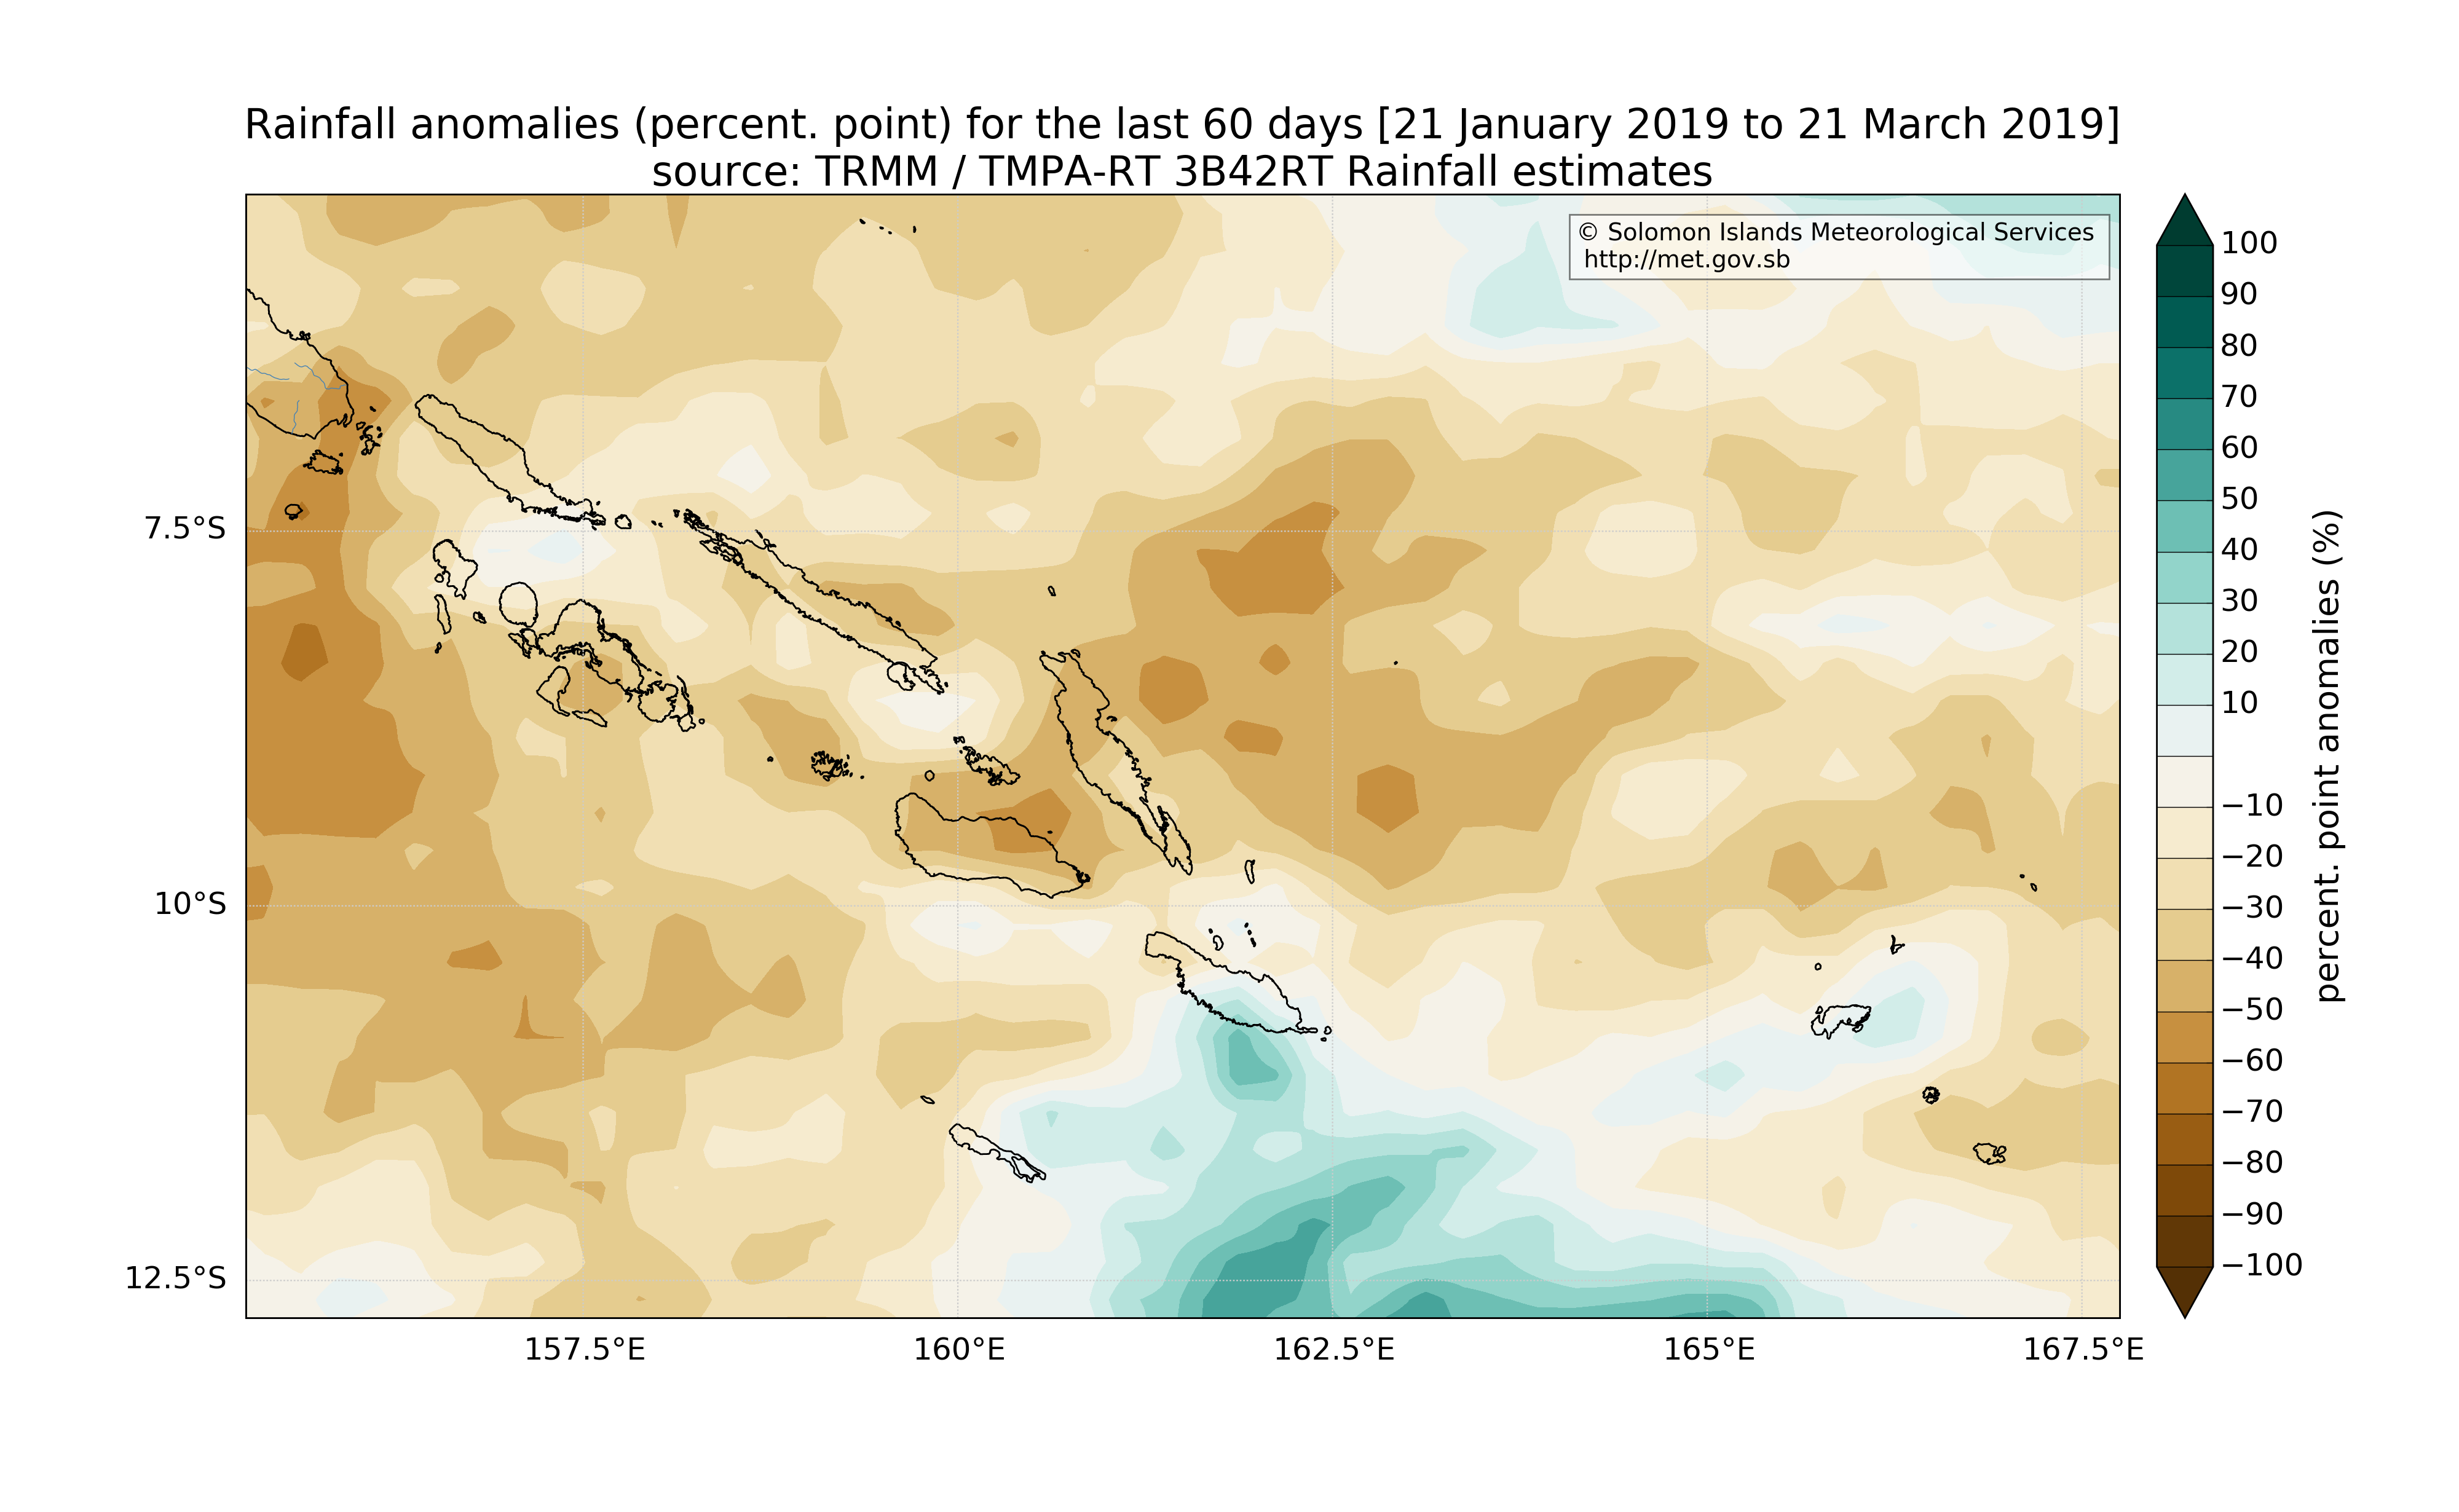 Rainfall anomalies (percent. point) for the last 60 days [21 January 2019 to 21 March 2019]
source: TRMM / TMPA-RT 3B42RT Rainfall estimates
© Solomon Islands Meteorological Services
http://met.gov.sb
7.5°S
10°S
12.5°S
157.5°E
160°E
162.5°E
165°E
167.5°E
100
90
80
70
60
50
40
30
20
10
−10
−20
−30
−40
−50
−60
−70
−80
−90
−100
percent. point anomalies (%)